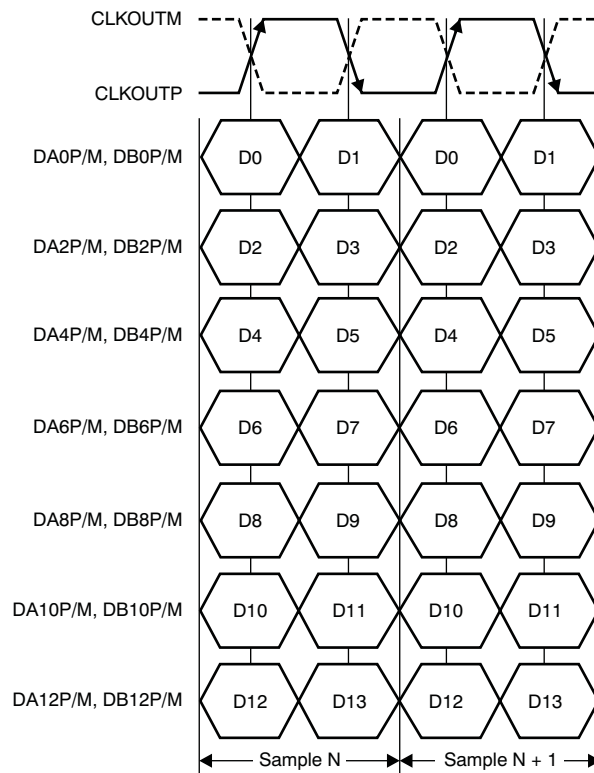 CLKOUTM
CLKOUTP
DA0P/M, DB0P/M D0 D1 D0 D1
DA2P/M, DB2P/M D2 D3 D2 D3
DA4P/M, DB4P/M D4 D5 D4 D5
DA6P/M, DB6P/M D6 D7 D6 D7
DA8P/M, DB8P/M D8 D9 D8 D9
DA10P/M, DB10P/M D10 D11 D10 D11
DA12P/M, DB12P/M D12 D13 D12 D13
Sample N Sample N + 1